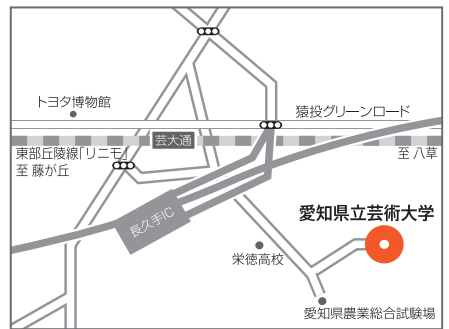 トヨタ博物館
猿投グリーンロード
芸大通
東部丘陵線「リニモ」
至 藤が丘
至 八草
長久手IC
愛知県立芸術大学
栄徳高校
愛知県農業総合試験場